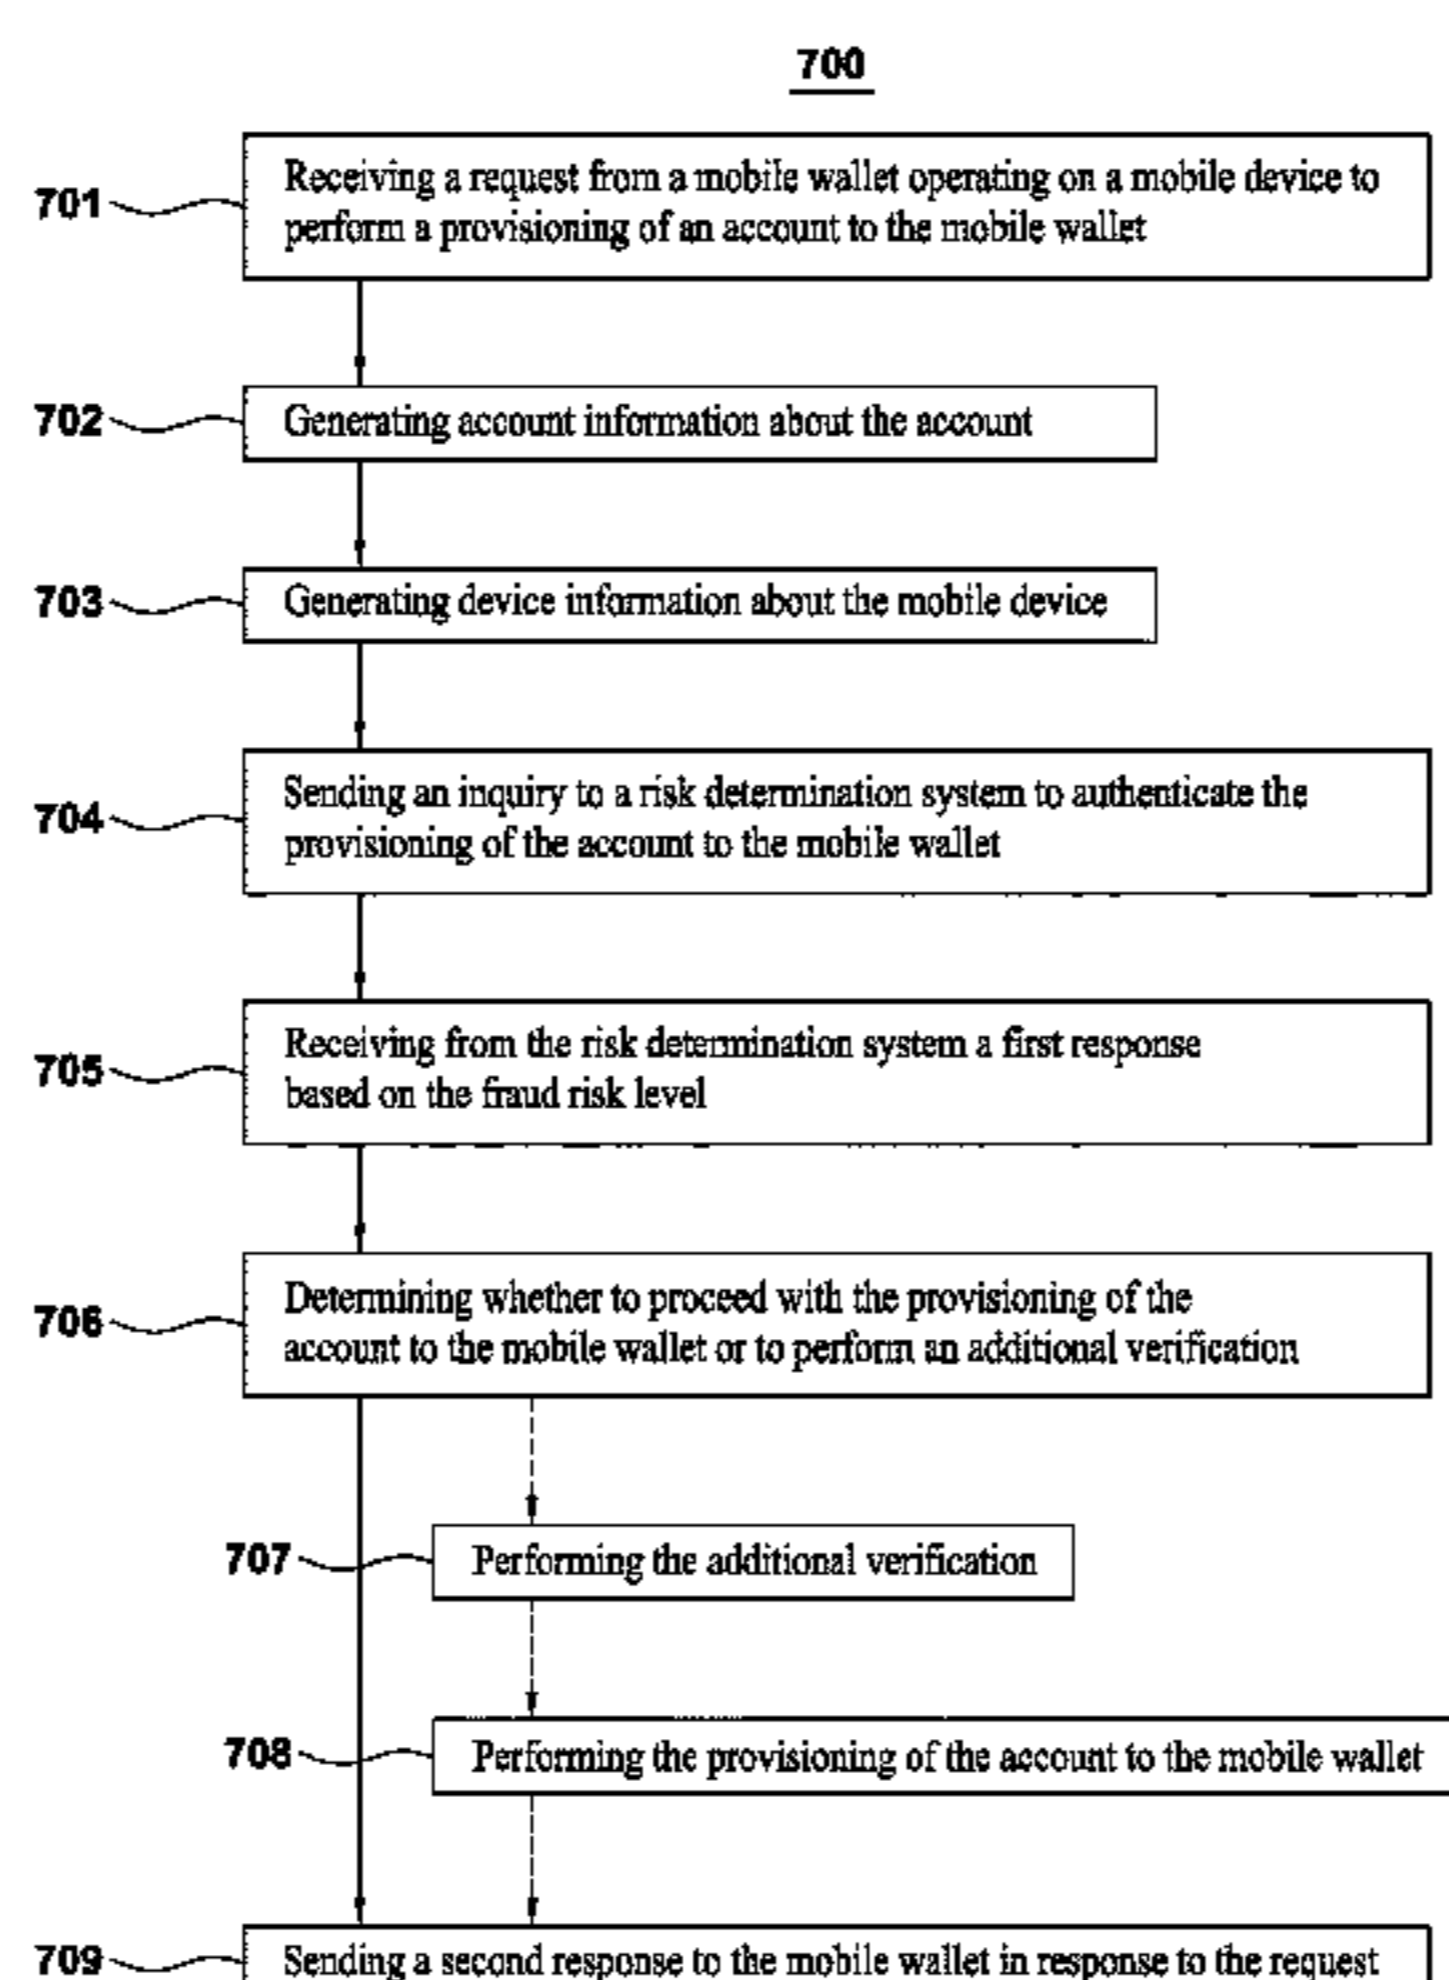 700
701
Receiving a request from a mobile wallet operating on a mobile device to
perform a provisioning of an account to the mobile wallet
702
Generating account information about the account
703
Generating device information about the mobile device
704
Sending an inquiry to a risk determination system to authenticate the
provisioning of the account to the mobile wallet
705
Receiving from the risk determination system a first response
based on the fraud risk level
706
Determining whether to proceed with the provisioning of the
account to the mobile wallet or to perform an additional verification
707
Performing the additional verification
708
Performing the provisioning of the account to the mobile wallet
709
Sending a second response to the mobile wallet in response to the request